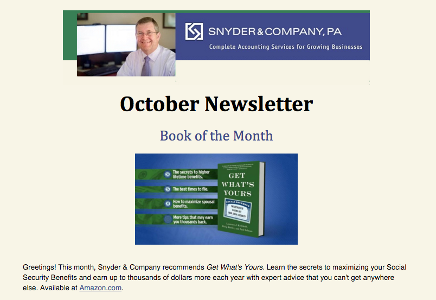 SNYDER & COMPANY, PA
Complete Accounting Services for Growing Businesses
October Newsletter
Book of the Month
The secrets to higher lifetime benefits.
The best times to file.
How to maximize spousal benefits.
More tips that may earn you thousands back.
GET
WHAT'S
YOURS
Greetings! This month, Snyder & Company recommends Get What's Yours. Learn the secrets to maximizing your Social
Security Benefits and earn up to thousands of dollars more each year with expert advice that you can't get anywhere
else. Available at Amazon.com.